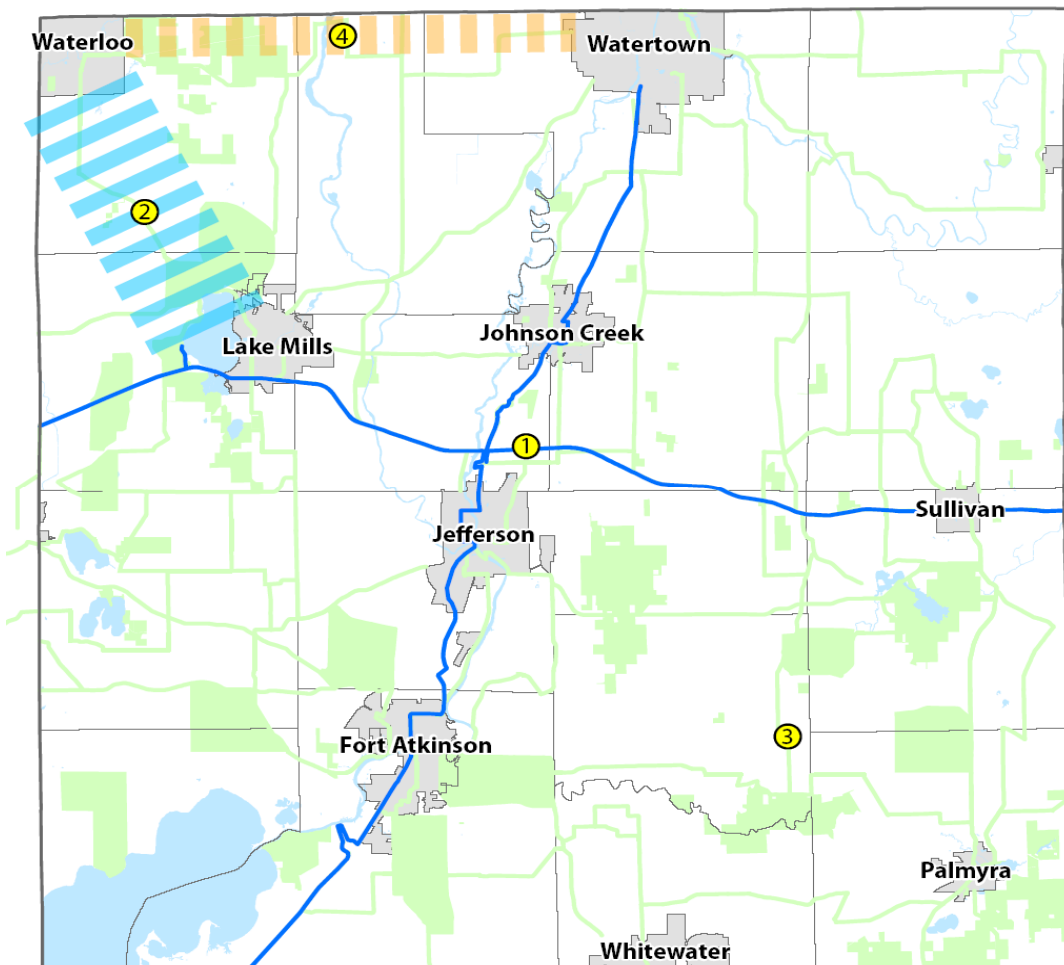 Waterloo
4
Watertown
2
Johnson Creek
Lake Mills
1
Sullivan
Jefferson
3
Fort Atkinson
Palmyra
Whitewater